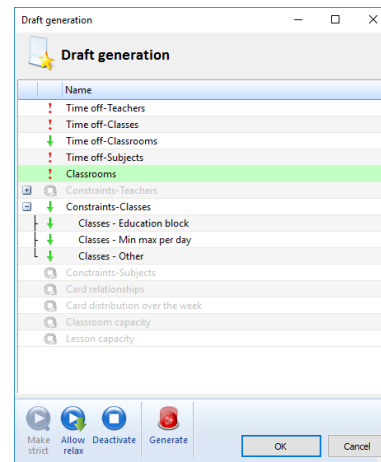 Draft generation
Draft generation
Name
Time off-Teachers
Time off-Classes
Time off-Classrooms
Time off-Subjects
Classrooms
Constraints-Teachers
Constraints-Classes
Classes - Education block
Classes - Min max per day
Classes - Other
Constraints-Subjects
Card relationships
Card distribution over the week
Classroom capacity
Lesson capacity
Make strict
Allow relax
Deactivate
Generate
OK
Cancel